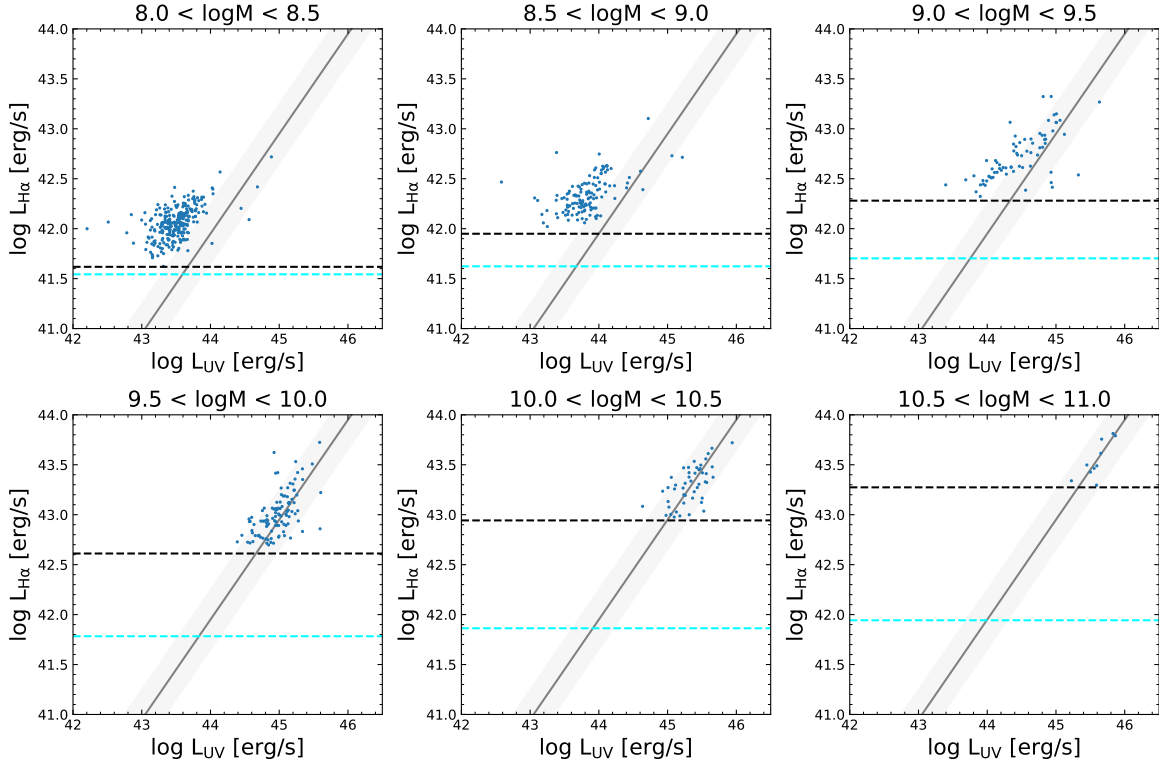 8.0 < logM < 8.5
8.5 < logM < 9.0
9.0 < logM < 9.5
44.0
43.5
43.0
42.5
42.0
41.5
41.0
log L_Hα [erg/s]
42 43 44 45 46
log L_UV [erg/s]
44.0
43.5
43.0
42.5
42.0
41.5
41.0
log L_Hα [erg/s]
42 43 44 45 46
log L_UV [erg/s]
44.0
43.5
43.0
42.5
42.0
41.5
41.0
log L_Hα [erg/s]
42 43 44 45 46
log L_UV [erg/s]
9.5 < logM < 10.0
10.0 < logM < 10.5
10.5 < logM < 11.0
44.0
43.5
43.0
42.5
42.0
41.5
41.0
log L_Hα [erg/s]
42 43 44 45 46
log L_UV [erg/s]
44.0
43.5
43.0
42.5
42.0
41.5
41.0
log L_Hα [erg/s]
42 43 44 45 46
log L_UV [erg/s]
44.0
43.5
43.0
42.5
42.0
41.5
41.0
log L_Hα [erg/s]
42 43 44 45 46
log L_UV [erg/s]